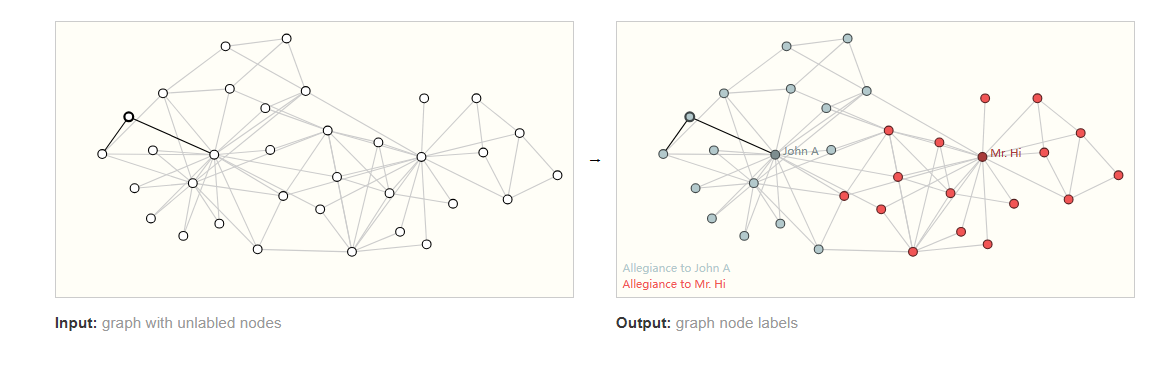 John A
Mr. Hi
Allegiance to John A
Allegiance to Mr. Hi
Input: graph with unlabled nodes
Output: graph node labels